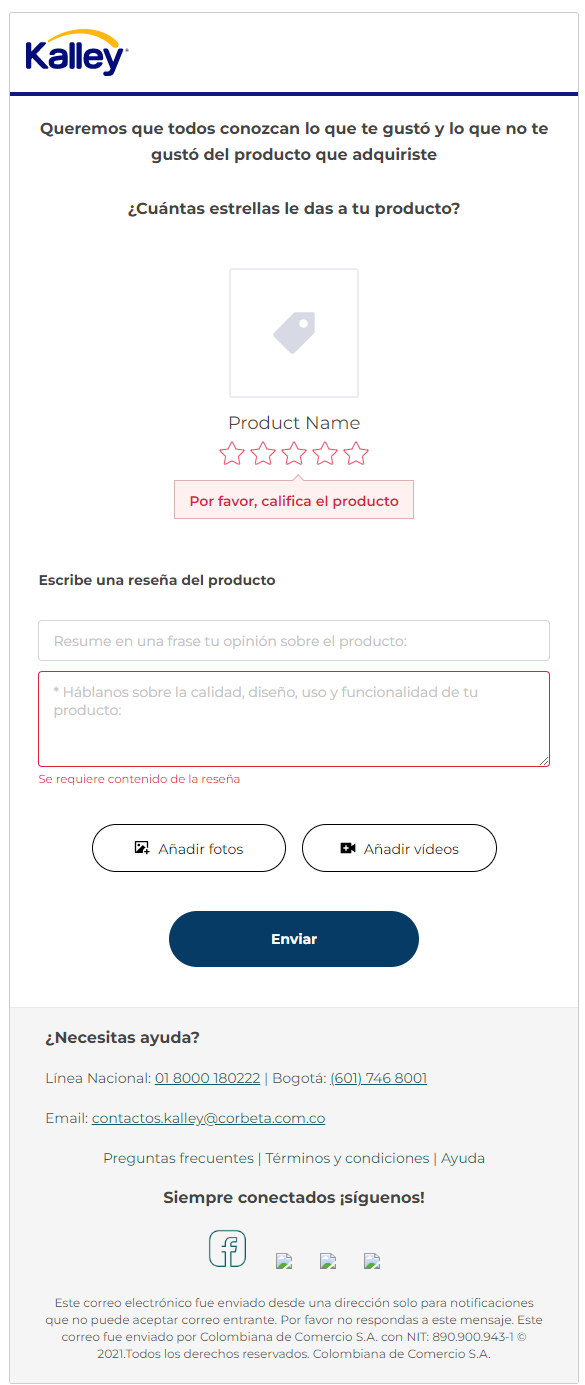 Kalley
Queremos que todos conozcan lo que te gustó y lo que no te
gustó del producto que adquiriste
¿Cuántas estrellas le das a tu producto?
Product Name
Por favor, califica el producto
Escribe una reseña del producto
Resume en una frase tu opinión sobre el producto:
* Háblanos sobre la calidad, diseño, uso y funcionalidad de tu
producto:
Se requiere contenido de la reseña
Añadir fotos Añadir vídeos
Enviar
¿Necesitas ayuda?
Línea Nacional: 01 8000 180222 | Bogotá: (601) 746 8001
Email: contactos.kalley@corbeta.com.co
Preguntas frecuentes | Términos y condiciones | Ayuda
Siempre conectados ¡síguenos!
Este correo electrónico fue enviado desde una dirección solo para notificaciones
que no puede aceptar correo entrante. Por favor no respondas a este mensaje. Este
correo fue enviado por Colombiana de Comercio S.A. con NIT: 890.900.943-1 ©
2021.Todos los derechos reservados. Colombiana de Comercio S.A.